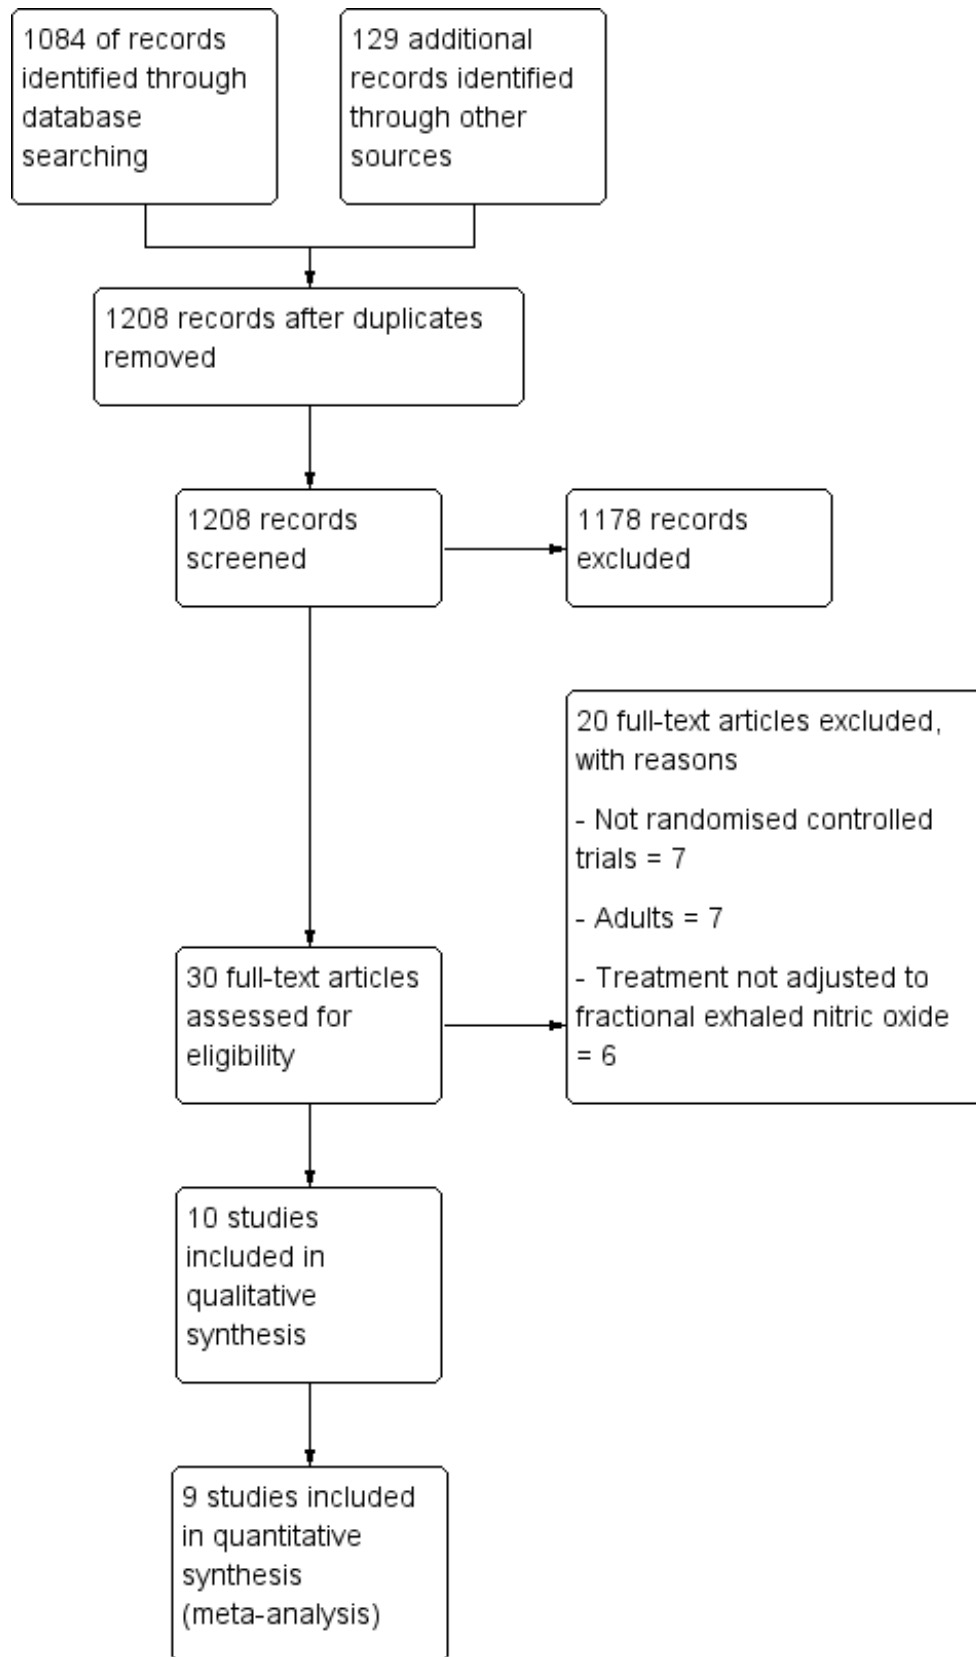 1084 of records
identified through
database
searching
129 additional
records identified
through other
sources
1208 records after duplicates
removed
1208 records
screened
1178 records
excluded
20 full-text articles excluded,
with reasons
- Not randomised controlled
trials = 7
- Adults = 7
- Treatment not adjusted to
fractional exhaled nitric oxide
= 6
30 full-text articles
assessed for
eligibility
10 studies
included in
qualitative
synthesis
9 studies included
in quantitative
synthesis
(meta-analysis)